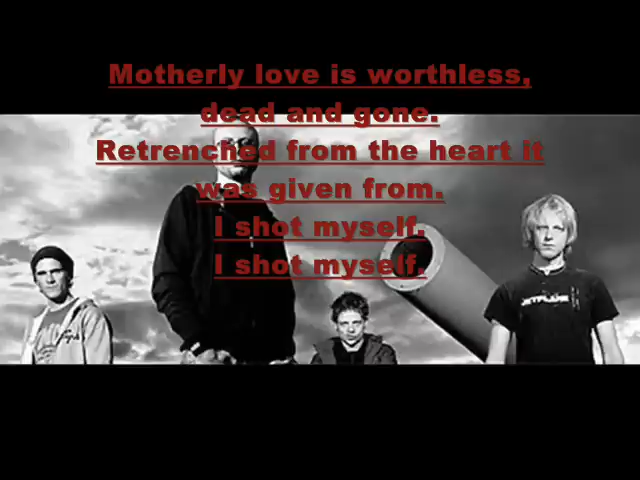 Motherly love is worthless,
dead and gone.
Retrenched from the heart it
was given from.
I shot myself.
I shot myself.
JETPLANE